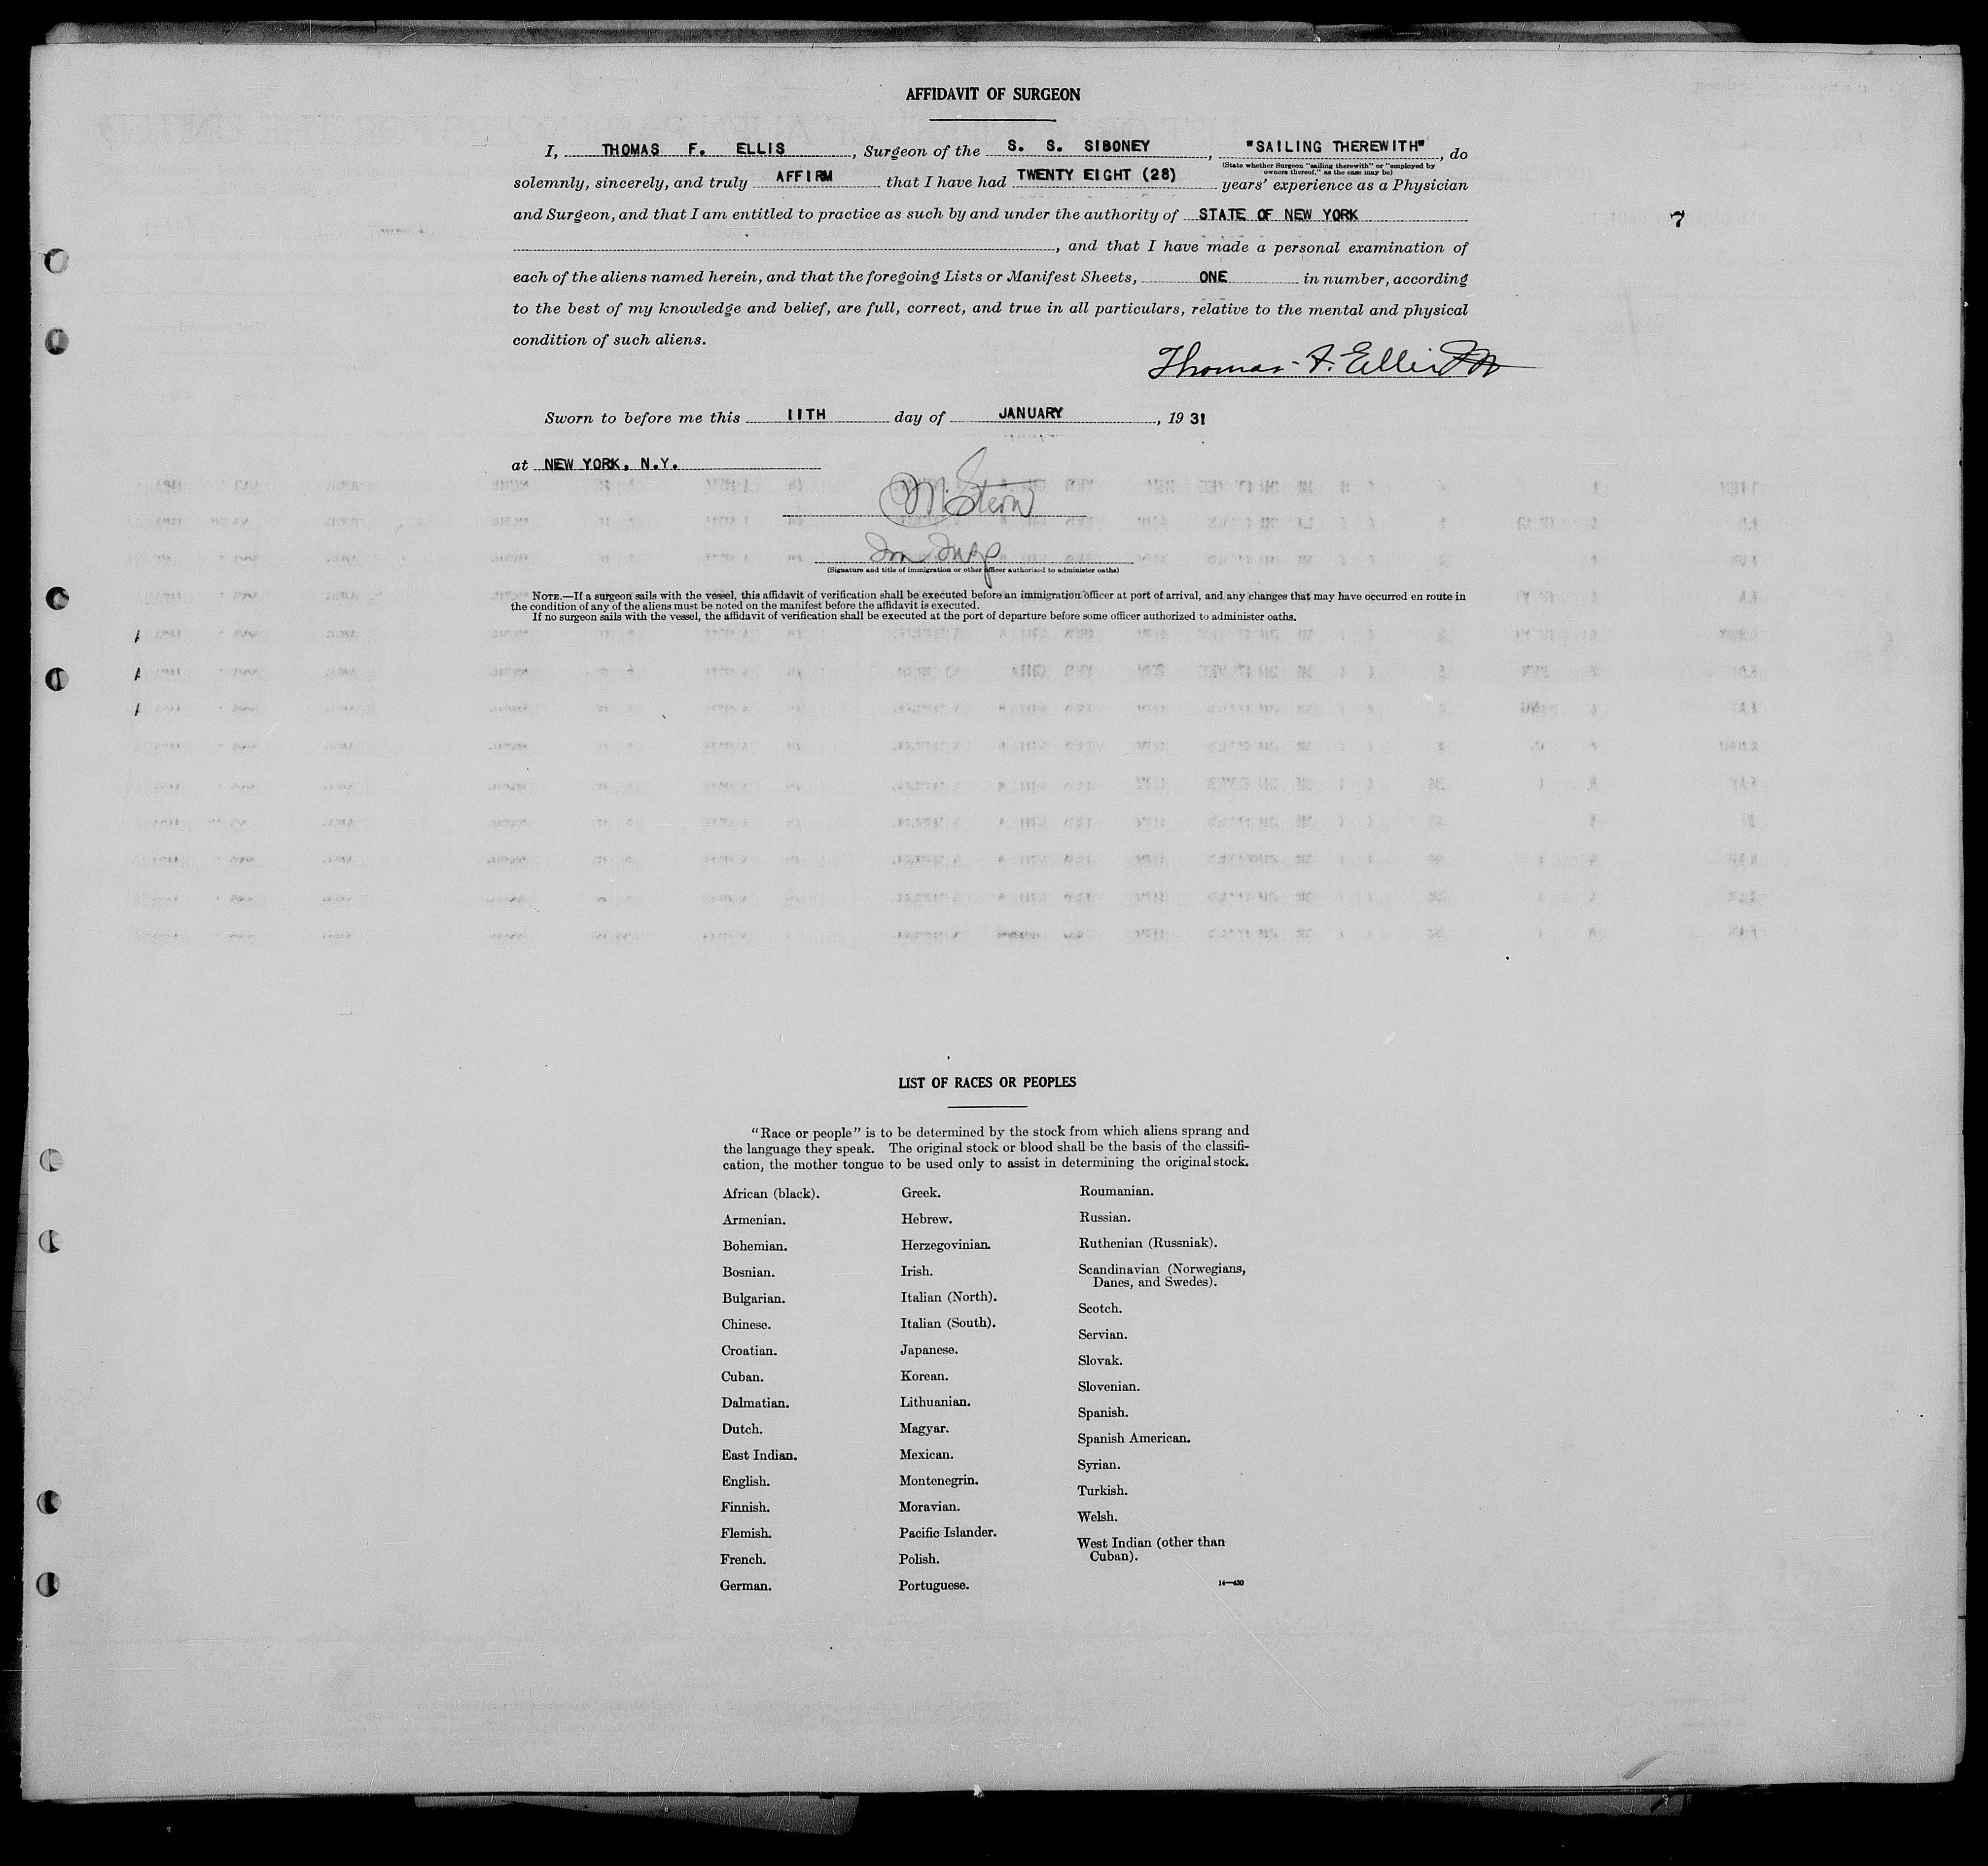 AFFIDAVIT OF SURGEON
I, THOMAS F. ELLIS, Surgeon of the S. S. SIBONEY, "SAILING THEREWITH", do
(State whether Surgeon "sailing therewith" or "employed by
owners thereof," as the case may be)
solemnly, sincerely, and truly AFFIRM that I have had TWENTY EIGHT (28) years' experience as a Physician
and Surgeon, and that I am entitled to practice as such by and under the authority of STATE OF NEW YORK
7
, and that I have made a personal examination of
each of the aliens named herein, and that the foregoing Lists or Manifest Sheets, ONE in number, according
to the best of my knowledge and belief, are full, correct, and true in all particulars, relative to the mental and physical
condition of such aliens.
Thomas F. Ellis
Sworn to before me this 11TH day of JANUARY, 19 31
at NEW YORK, N.Y.
M. Stern
(Signature and title of immigration or other officer authorized to administer oaths)
NOTE.—If a surgeon sails with the vessel, this affidavit of verification shall be executed before an immigration officer at port of arrival, and any changes that may have occurred en route in
the condition of any of the aliens must be noted on the manifest before the affidavit is executed.
If no surgeon sails with the vessel, the affidavit of verification shall be executed at the port of departure before some officer authorized to administer oaths.
LIST OF RACES OR PEOPLES
"Race or people" is to be determined by the stock from which aliens sprang and
the language they speak. The original stock or blood shall be the basis of the classifi-
cation, the mother tongue to be used only to assist in determining the original stock.
African (black).
Armenian.
Bohemian.
Bosnian.
Bulgarian.
Chinese.
Croatian.
Cuban.
Dalmatian.
Dutch.
East Indian.
English.
Finnish.
Flemish.
French.
German.
Greek.
Hebrew.
Herzegovinian.
Irish.
Italian (North).
Italian (South).
Japanese.
Korean.
Lithuanian.
Magyar.
Mexican.
Montenegrin.
Moravian.
Pacific Islander.
Polish.
Portuguese.
Roumanian.
Russian.
Ruthenian (Russniak).
Scandinavian (Norwegians,
Danes, and Swedes).
Scotch.
Servian.
Slovak.
Slovenian.
Spanish.
Spanish American.
Syrian.
Turkish.
Welsh.
West Indian (other than
Cuban).
14—430